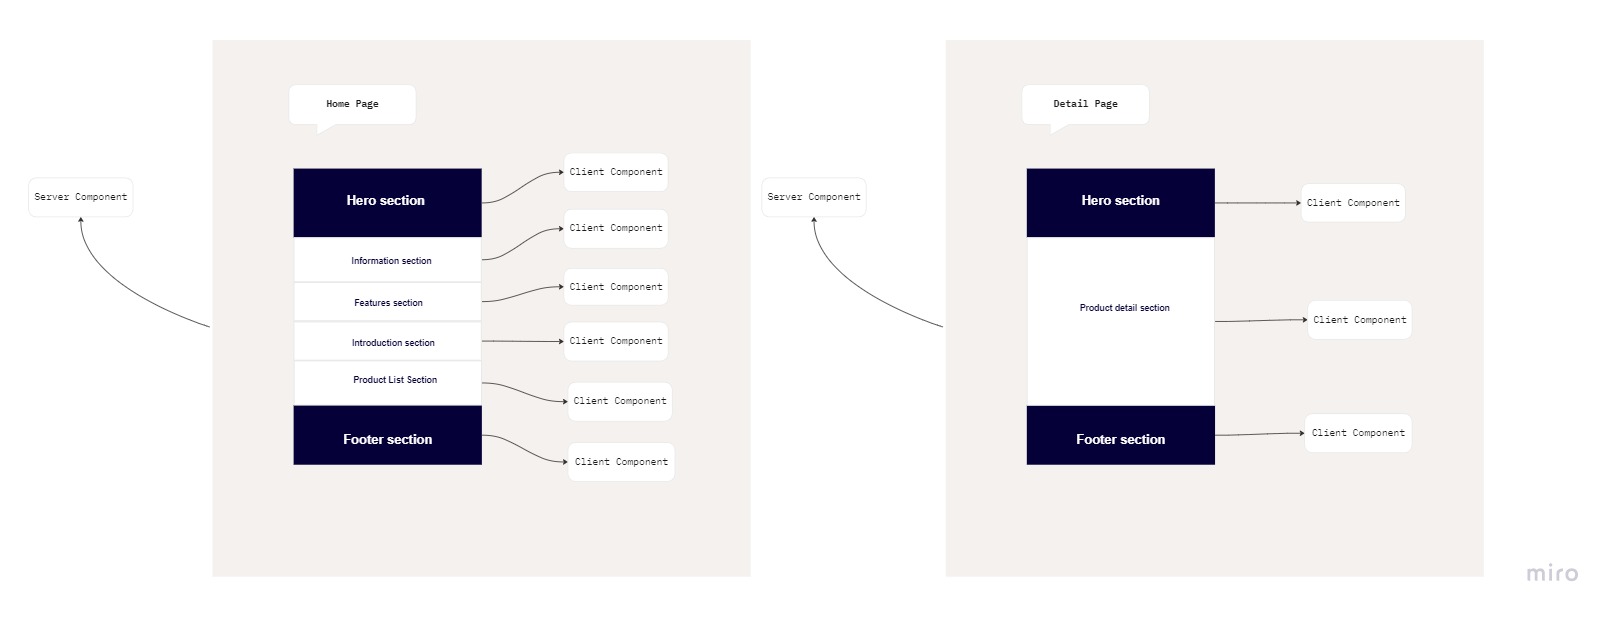 Home Page
Server Component
Hero section
Client Component
Client Component
Information section
Client Component
Features section
Client Component
Introduction section
Client Component
Product List Section
Client Component
Footer section
Detail Page
Server Component
Hero section
Client Component
Product detail section
Client Component
Footer section
Client Component
miro